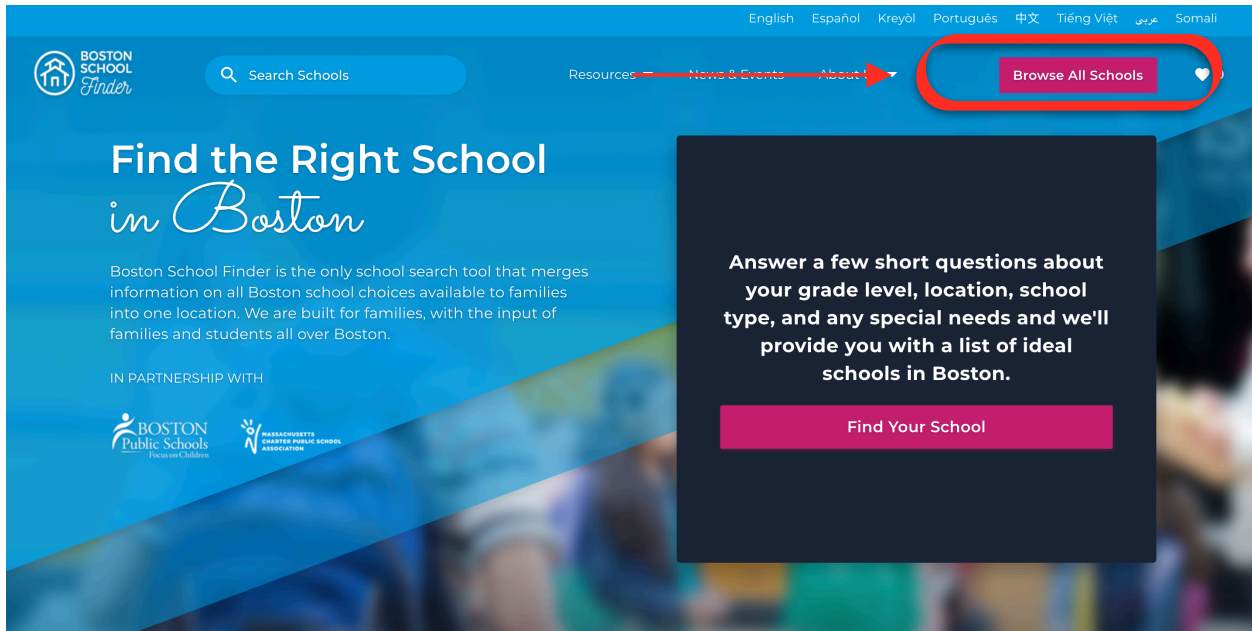 English Español Kreyòl Português 中文 Tiếng Việt عربى Somali
BOSTON
SCHOOL
Finder
Search Schools
Resources News & Events About
Browse All Schools
Find the Right School
in Boston
Boston School Finder is the only school search tool that merges
information on all Boston school choices available to families
into one location. We are built for families, with the input of
families and students all over Boston.
IN PARTNERSHIP WITH
BOSTON
Public Schools
Focus on Children
MASSACHUSETTS
CHARTER PUBLIC SCHOOL
ASSOCIATION
Answer a few short questions about
your grade level, location, school
type, and any special needs and we'll
provide you with a list of ideal
schools in Boston.
Find Your School